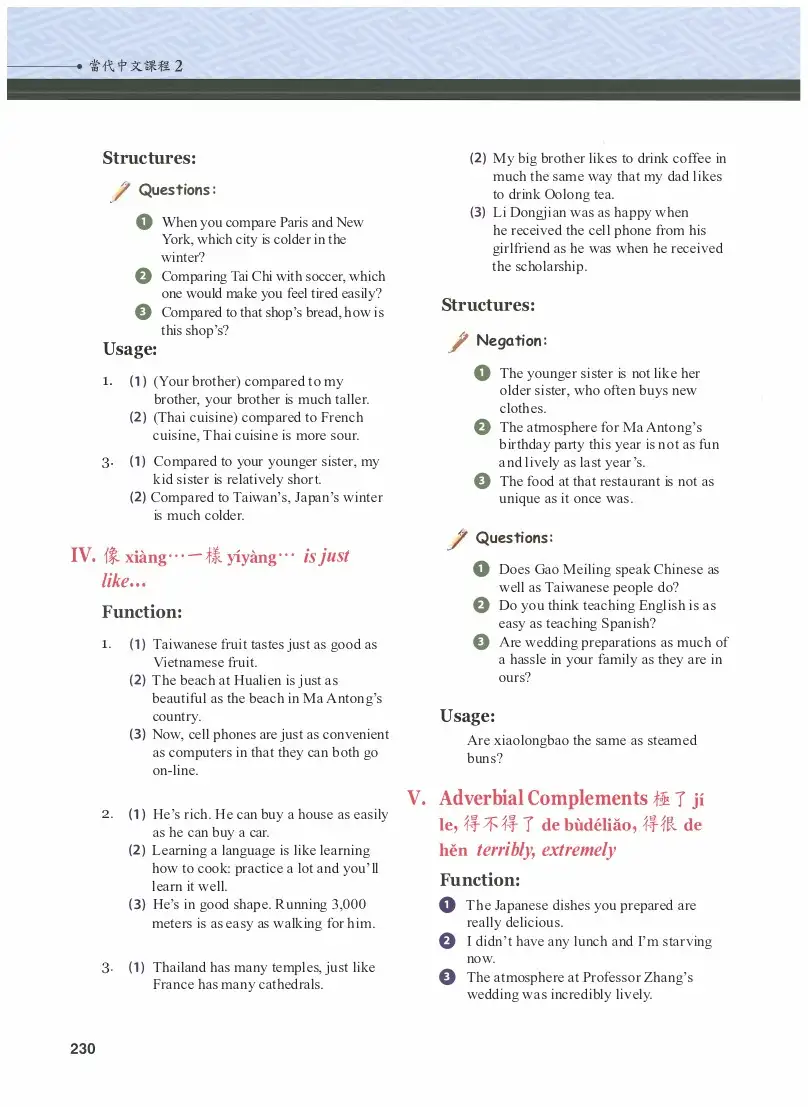 當代中文課程 2
Structures:
Questions:
1 When you compare Paris and New
York, which city is colder in the
winter?
2 Comparing Tai Chi with soccer, which
one would make you feel tired easily?
3 Compared to that shop's bread, how is
this shop's?
Usage:
1. (1) (Your brother) compared to my
brother, your brother is much taller.
(2) (Thai cuisine) compared to French
cuisine, Thai cuisine is more sour.
3. (1) Compared to your younger sister, my
kid sister is relatively short.
(2) Compared to Taiwan's, Japan's winter
is much colder.
IV. 像 xiàng⋯一樣 yíyàng⋯ is just
like...
Function:
1. (1) Taiwanese fruit tastes just as good as
Vietnamese fruit.
(2) The beach at Hualien is just as
beautiful as the beach in Ma Antong's
country.
(3) Now, cell phones are just as convenient
as computers in that they can both go
on-line.
2. (1) He's rich. He can buy a house as easily
as he can buy a car.
(2) Learning a language is like learning
how to cook: practice a lot and you'll
learn it well.
(3) He's in good shape. Running 3,000
meters is as easy as walking for him.
3. (1) Thailand has many temples, just like
France has many cathedrals.
(2) My big brother likes to drink coffee in
much the same way that my dad likes
to drink Oolong tea.
(3) Li Dongjian was as happy when
he received the cell phone from his
girlfriend as he was when he received
the scholarship.
Structures:
Negation:
1 The younger sister is not like her
older sister, who often buys new
clothes.
2 The atmosphere for Ma Antong's
birthday party this year is not as fun
and lively as last year's.
3 The food at that restaurant is not as
unique as it once was.
Questions:
1 Does Gao Meiling speak Chinese as
well as Taiwanese people do?
2 Do you think teaching English is as
easy as teaching Spanish?
3 Are wedding preparations as much of
a hassle in your family as they are in
ours?
Usage:
Are xiaolongbao the same as steamed
buns?
V. Adverbial Complements 極了 jí
le, 得不得了 de bùdéliǎo, 得很 de
hěn terribly, extremely
Function:
1 The Japanese dishes you prepared are
really delicious.
2 I didn't have any lunch and I'm starving
now.
3 The atmosphere at Professor Zhang's
wedding was incredibly lively.
230